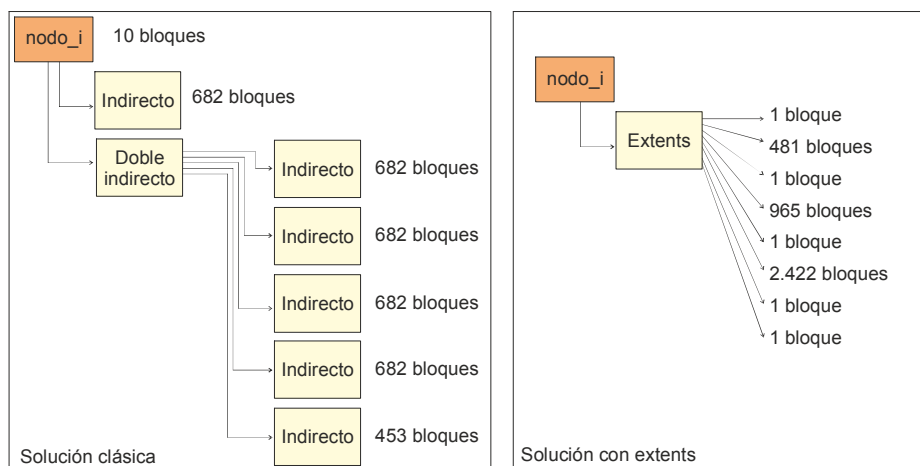 nodo_i
10 bloques
Indirecto
682 bloques
Doble
indirecto
Indirecto
682 bloques
Indirecto
682 bloques
Indirecto
682 bloques
Indirecto
682 bloques
Indirecto
453 bloques
Solución clásica
nodo_i
Extents
1 bloque
481 bloques
1 bloque
965 bloques
1 bloque
2.422 bloques
1 bloque
1 bloque
Solución con extents